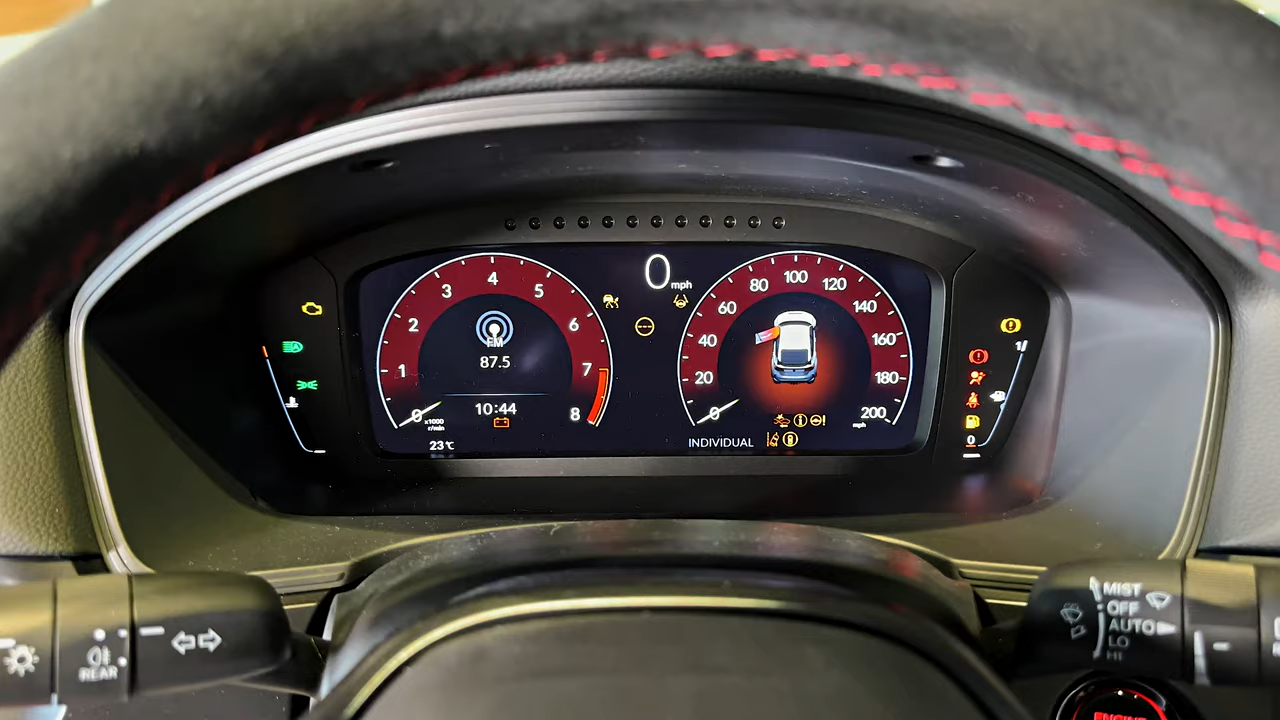 0 mph
1 2 3 4 5 6 7 8
0
x1000
r/min
FM
87.5
10:44
23℃
0 20 40 60 80 100 120 140 160 180 200
mph
INDIVIDUAL
1/
0
REAR
MIST
OFF
AUTO
LO
HI
ENGINE